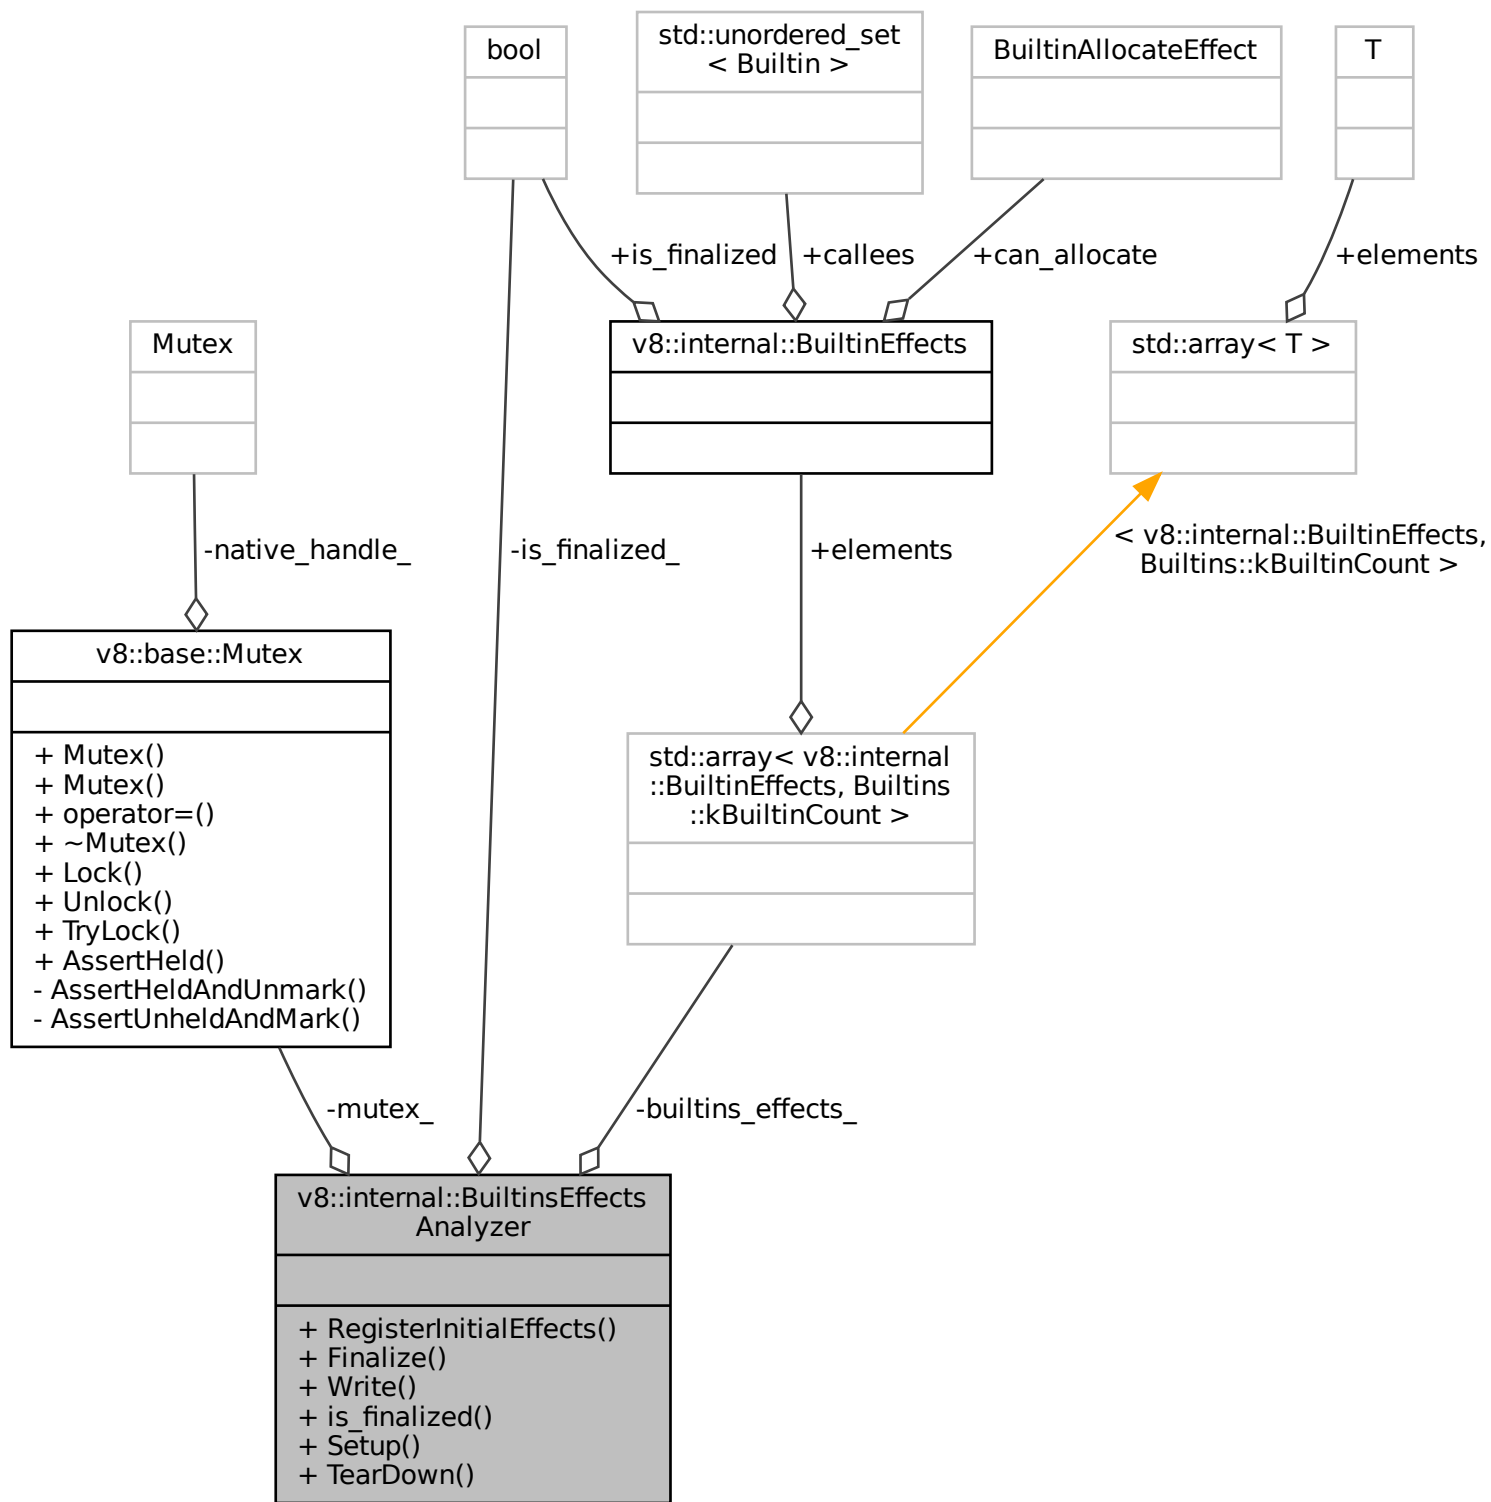 bool
std::unordered_set
< Builtin >
BuiltinAllocateEffect
T
+is_finalized
+callees
+can_allocate
+elements
Mutex
v8::internal::BuiltinEffects
std::array< T >
-native_handle_
-is_finalized_
+elements
< v8::internal::BuiltinEffects,
Builtins::kBuiltinCount >
v8::base::Mutex
+ Mutex()
+ Mutex()
+ operator=()
+ ~Mutex()
+ Lock()
+ Unlock()
+ TryLock()
+ AssertHeld()
- AssertHeldAndUnmark()
- AssertUnheldAndMark()
std::array< v8::internal
::BuiltinEffects, Builtins
::kBuiltinCount >
-mutex_
-builtins_effects_
v8::internal::BuiltinsEffects
Analyzer
+ RegisterInitialEffects()
+ Finalize()
+ Write()
+ is_finalized()
+ Setup()
+ TearDown()